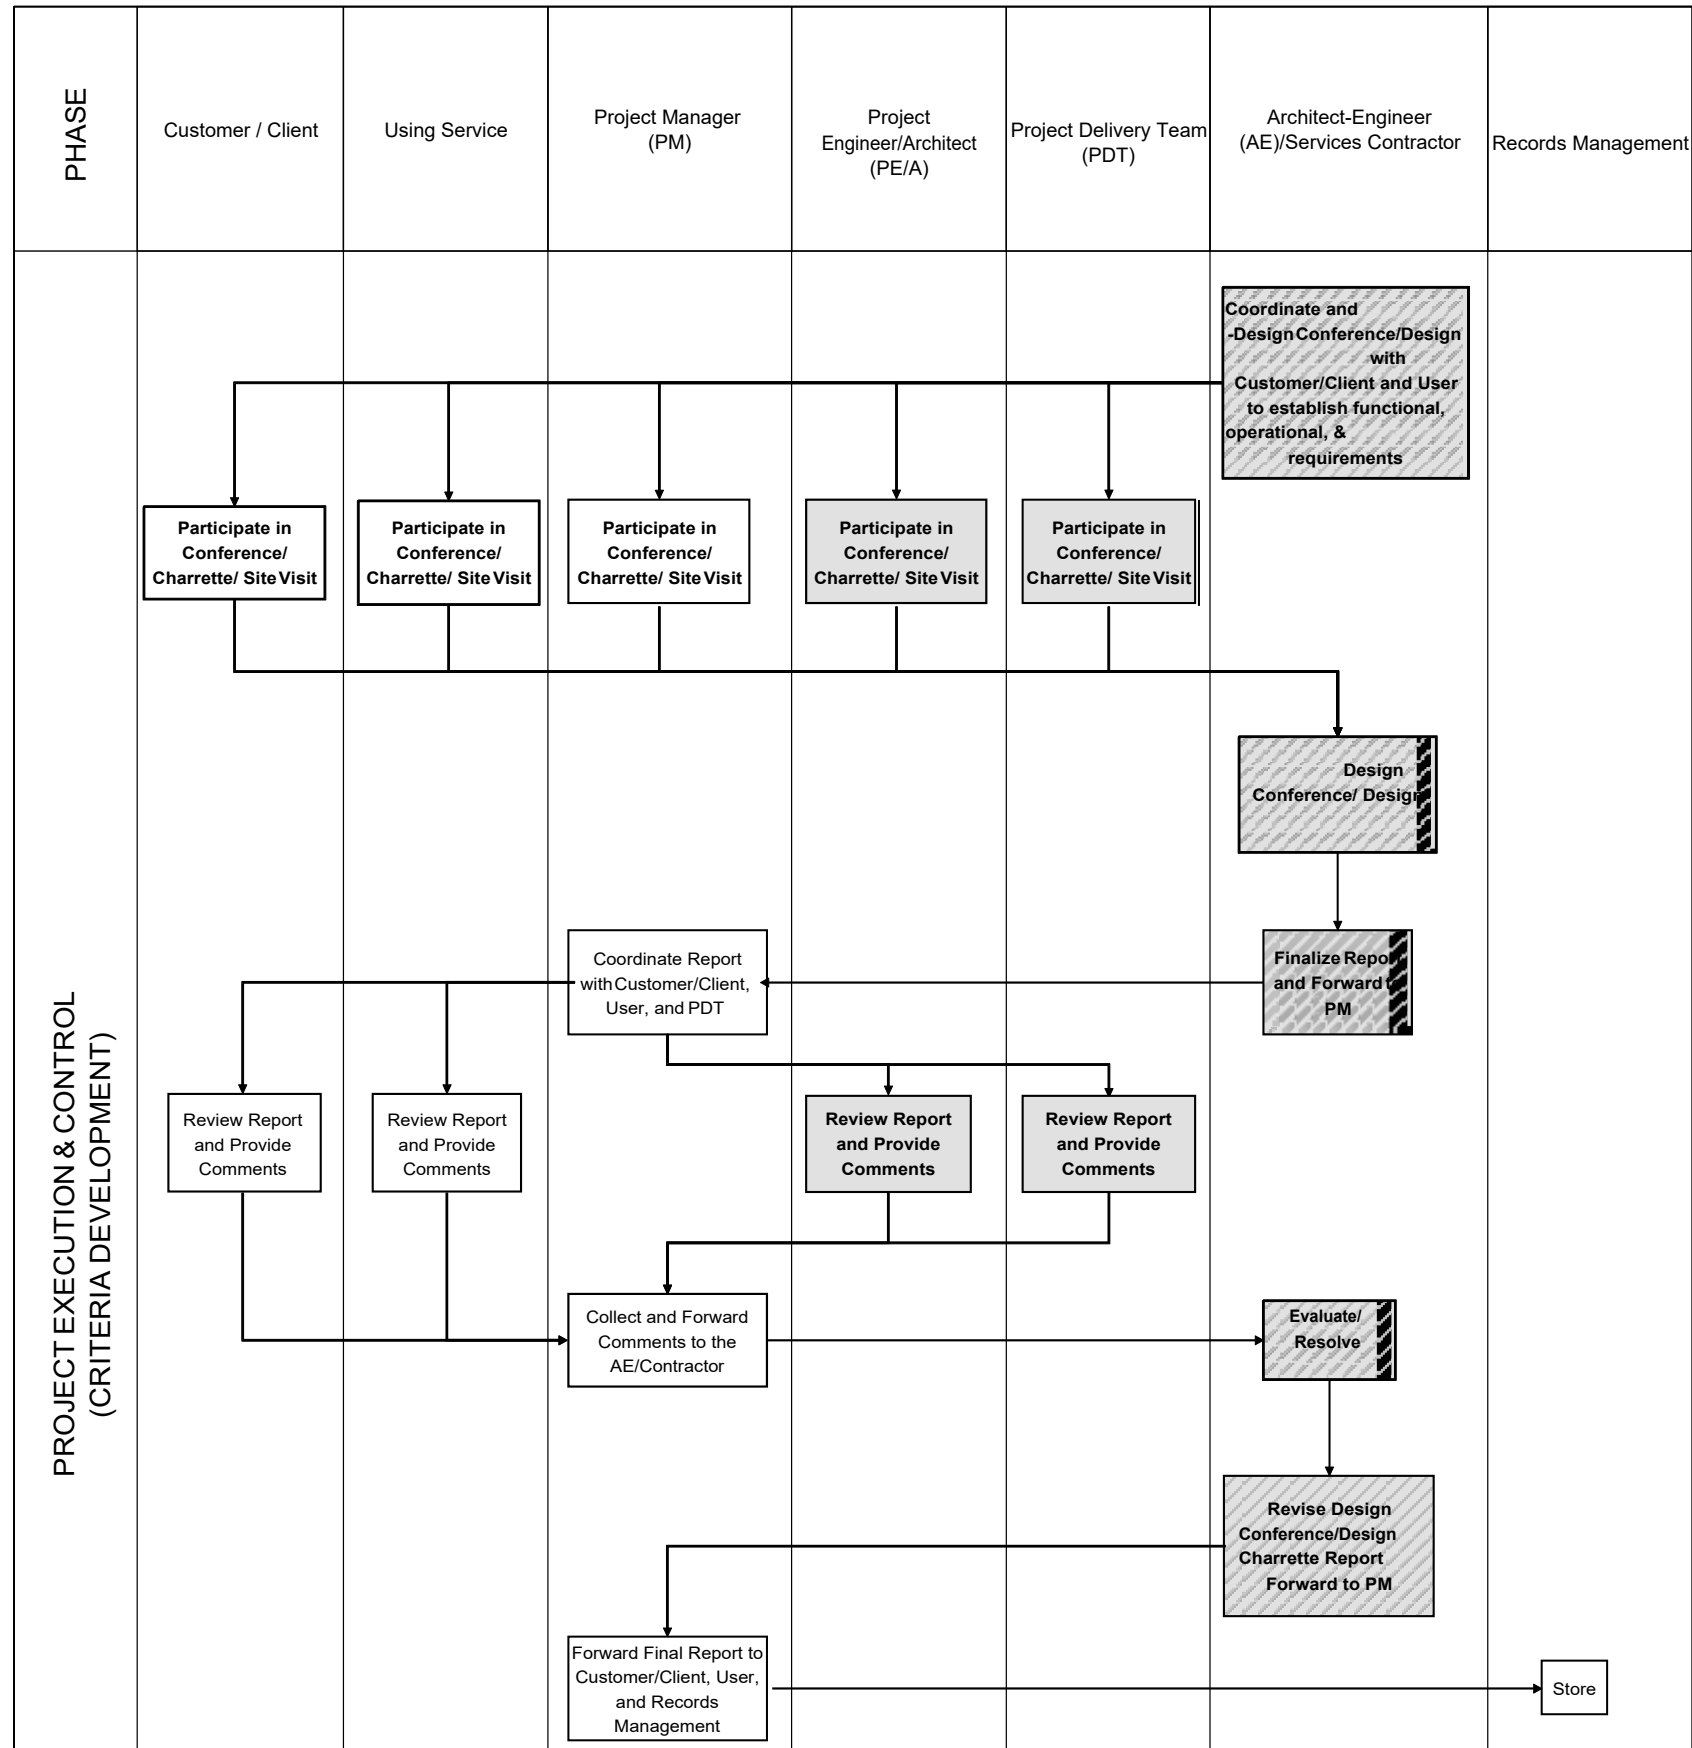 PHASE
Customer / Client
Using Service
Project Manager
(PM)
Project
Engineer/Architect
(PE/A)
Project Delivery Team
(PDT)
Architect-Engineer
(AE)/Services Contractor
Records Management
PROJECT EXECUTION & CONTROL
(CRITERIA DEVELOPMENT)
Coordinate and
-Design Conference/Design
with
Customer/Client and User
to establish functional,
operational, &
requirements
Participate in
Conference/
Charrette/ Site Visit
Participate in
Conference/
Charrette/ Site Visit
Participate in
Conference/
Charrette/ Site Visit
Participate in
Conference/
Charrette/ Site Visit
Participate in
Conference/
Charrette/ Site Visit
Design
Conference/ Design
Coordinate Report
with Customer/Client,
User, and PDT
Finalize Report
and Forward to
PM
Review Report
and Provide
Comments
Review Report
and Provide
Comments
Review Report
and Provide
Comments
Review Report
and Provide
Comments
Collect and Forward
Comments to the
AE/Contractor
Evaluate/
Resolve
Revise Design
Conference/Design
Charrette Report
Forward to PM
Forward Final Report to
Customer/Client, User,
and Records
Management
Store